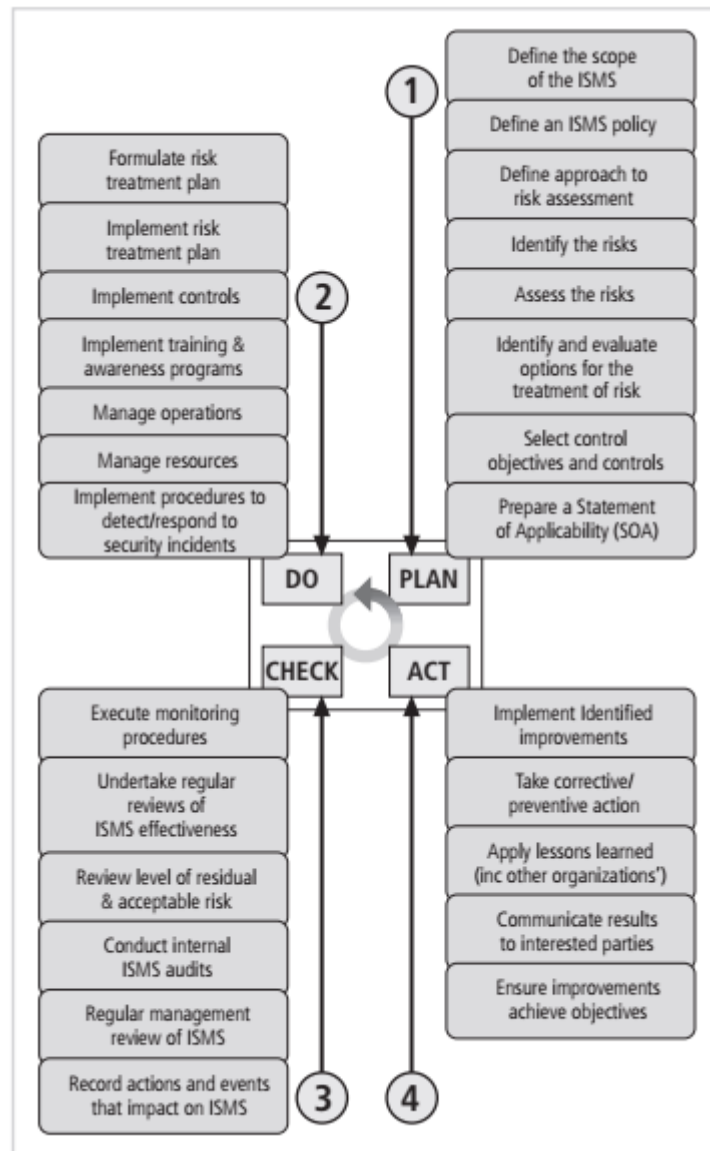 1
Define the scope
of the ISMS
Define an ISMS policy
Define approach to
risk assessment
Identify the risks
Assess the risks
Identify and evaluate
options for the
treatment of risk
Select control
objectives and controls
Prepare a Statement
of Applicability (SOA)
2
Formulate risk
treatment plan
Implement risk
treatment plan
Implement controls
Implement training &
awareness programs
Manage operations
Manage resources
Implement procedures to
detect/respond to
security incidents
DO
PLAN
CHECK
ACT
Execute monitoring
procedures
Undertake regular
reviews of
ISMS effectiveness
Review level of residual
& acceptable risk
Conduct internal
ISMS audits
Regular management
review of ISMS
Record actions and events
that impact on ISMS
3
Implement Identified
improvements
Take corrective/
preventive action
Apply lessons learned
(inc other organizations')
Communicate results
to interested parties
Ensure improvements
achieve objectives
4